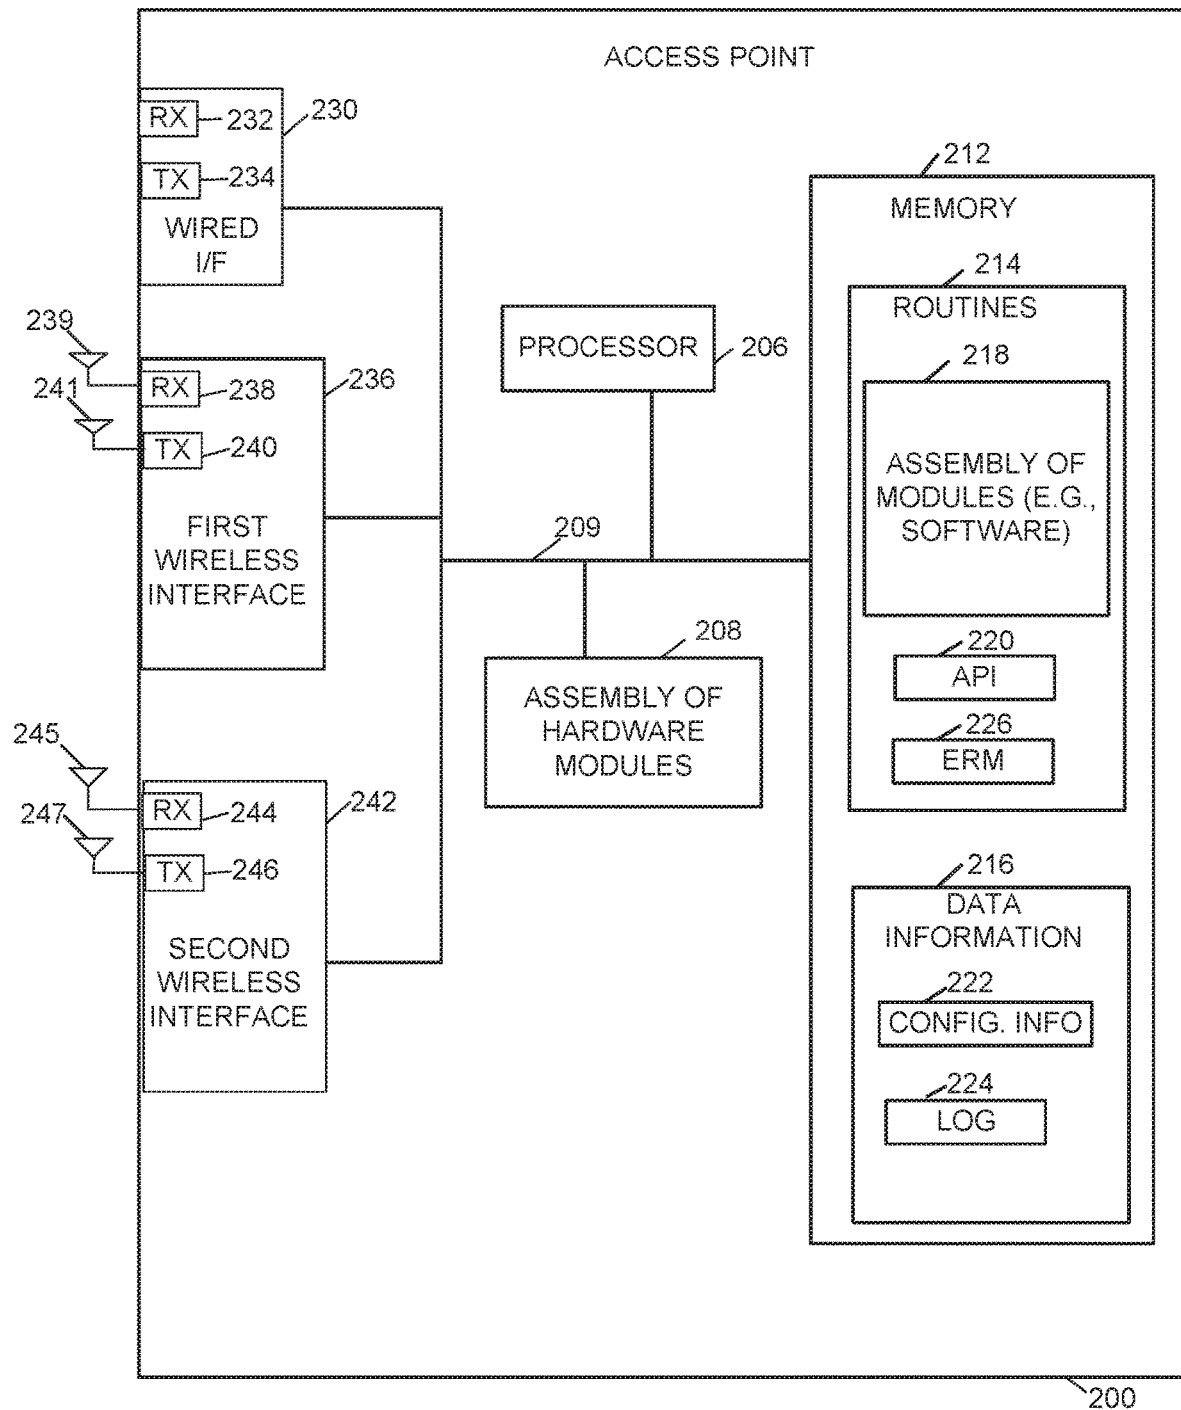 ACCESS POINT
RX
232
230
TX
234
WIRED
I/F
212
MEMORY
214
ROUTINES
218
ASSEMBLY OF
MODULES (E.G.,
SOFTWARE)
220
API
226
ERM
216
DATA
INFORMATION
222
CONFIG. INFO
224
LOG
PROCESSOR
206
209
208
ASSEMBLY OF
HARDWARE
MODULES
239
RX
238
236
241
TX
240
FIRST
WIRELESS
INTERFACE
245
RX
244
242
247
TX
246
SECOND
WIRELESS
INTERFACE
200